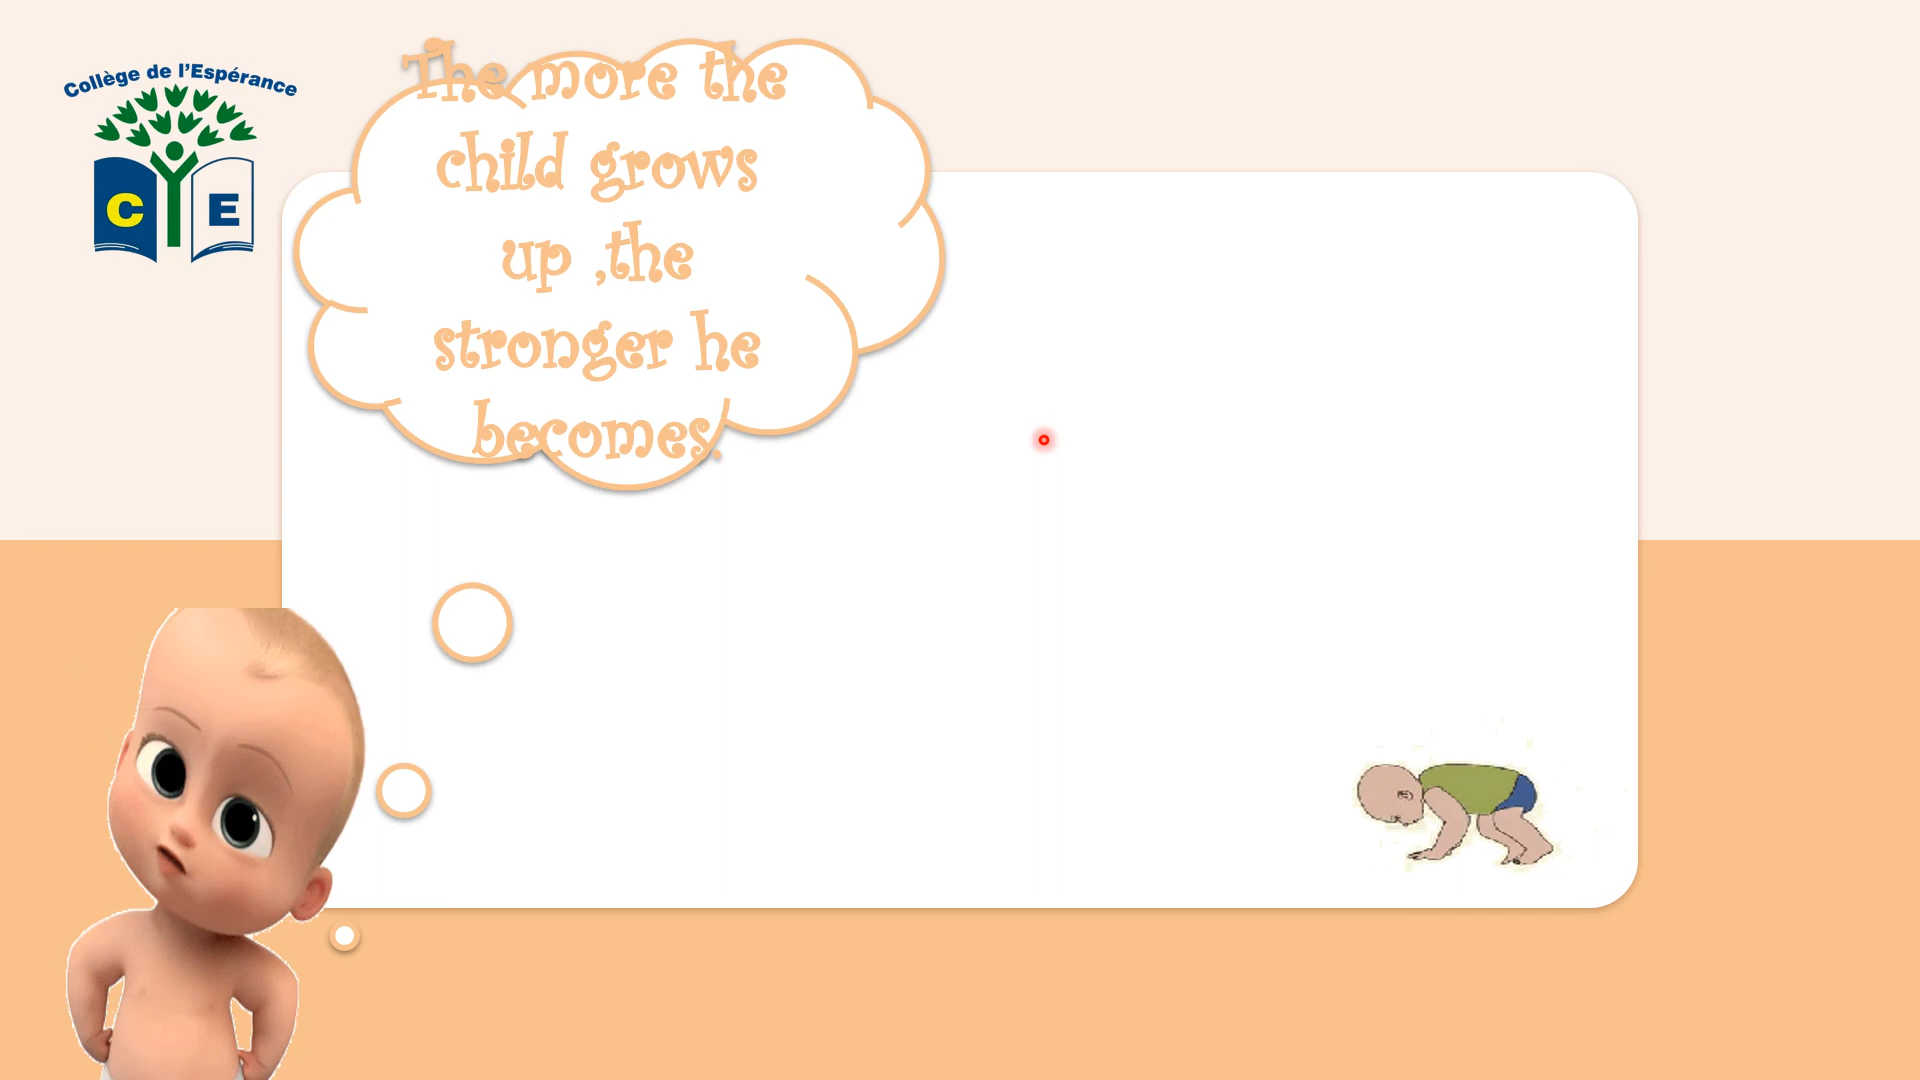 Collège de l'Espérance
C E
The more the
child grows
up ,the
stronger he
becomes.